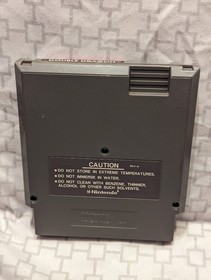 CAUTION
• DO NOT STORE IN EXTREME TEMPERATURES.
• DO NOT IMMERSE IN WATER.
• DO NOT CLEAN WITH BENZENE, THINNER,
ALCOHOL OR OTHER SUCH SOLVENTS.
Nintendo